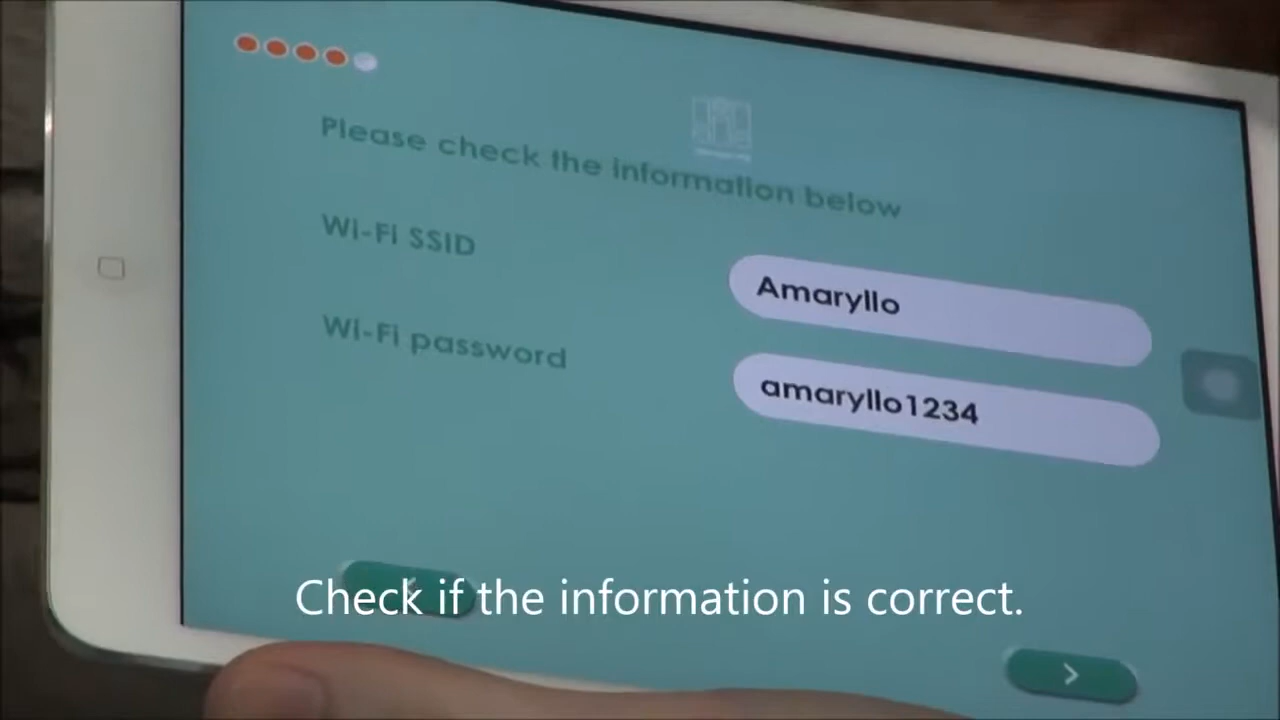 Please check the information below
Wi-Fi SSID
Amaryllo
Wi-Fi password
amaryllo1234
Check if the information is correct.